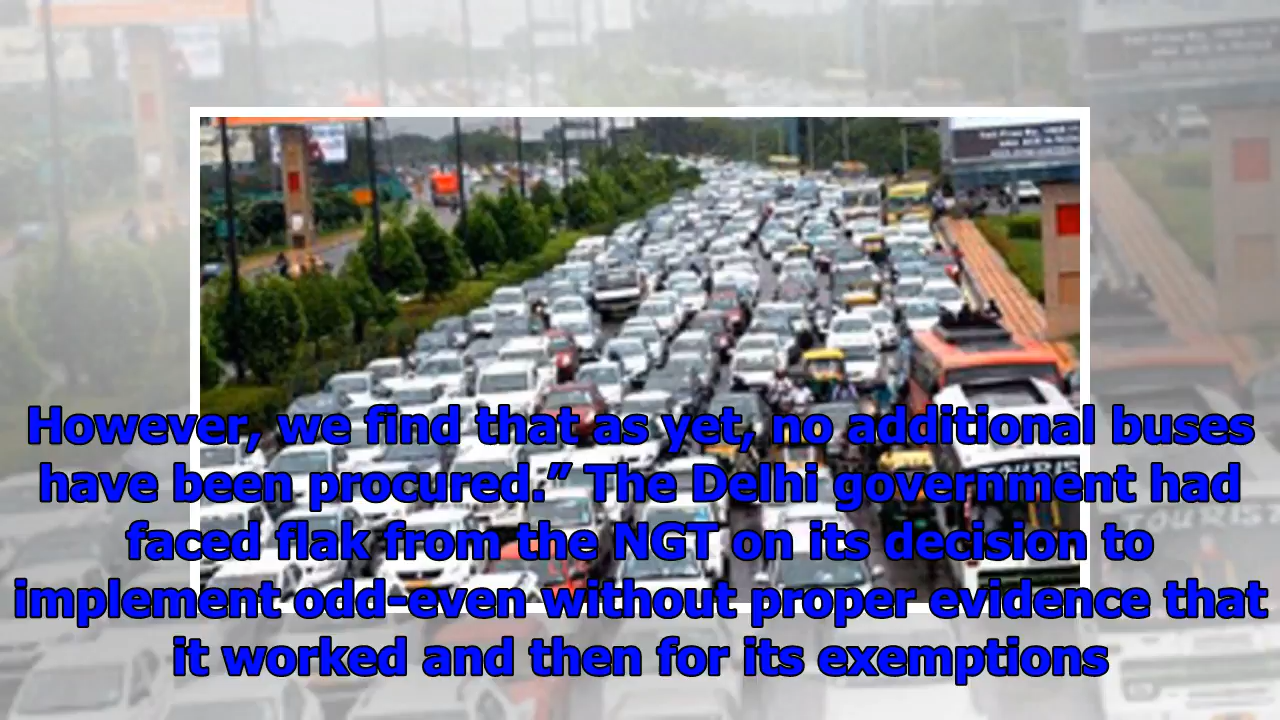 However, we find that as yet, no additional buses
have been procured.” The Delhi government had
faced flak from the NGT on its decision to
implement odd-even without proper evidence that
it worked and then for its exemptions
TOURIST